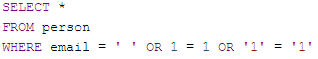 SELECT *
FROM person
WHERE email = ' ' OR 1 = 1 OR '1' = '1'